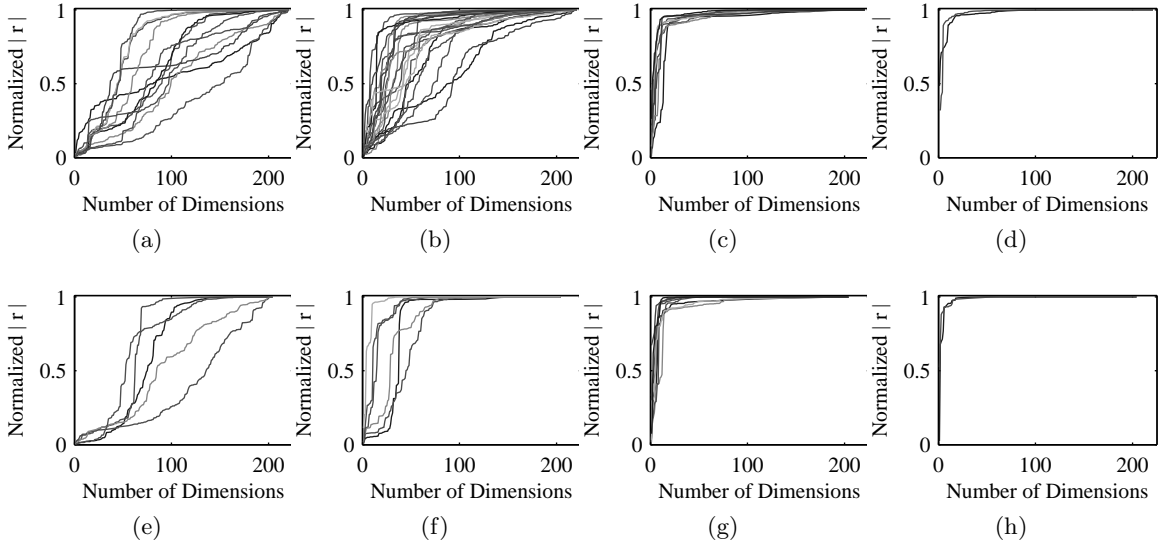 Normalized | r |
1
0.5
0
0 100 200
Number of Dimensions
(a)
Normalized | r |
1
0.5
0
0 100 200
Number of Dimensions
(b)
Normalized | r |
1
0.5
0
0 100 200
Number of Dimensions
(c)
Normalized | r |
1
0.5
0
0 100 200
Number of Dimensions
(d)
Normalized | r |
1
0.5
0
0 100 200
Number of Dimensions
(e)
Normalized | r |
1
0.5
0
0 100 200
Number of Dimensions
(f)
Normalized | r |
1
0.5
0
0 100 200
Number of Dimensions
(g)
Normalized | r |
1
0.5
0
0 100 200
Number of Dimensions
(h)